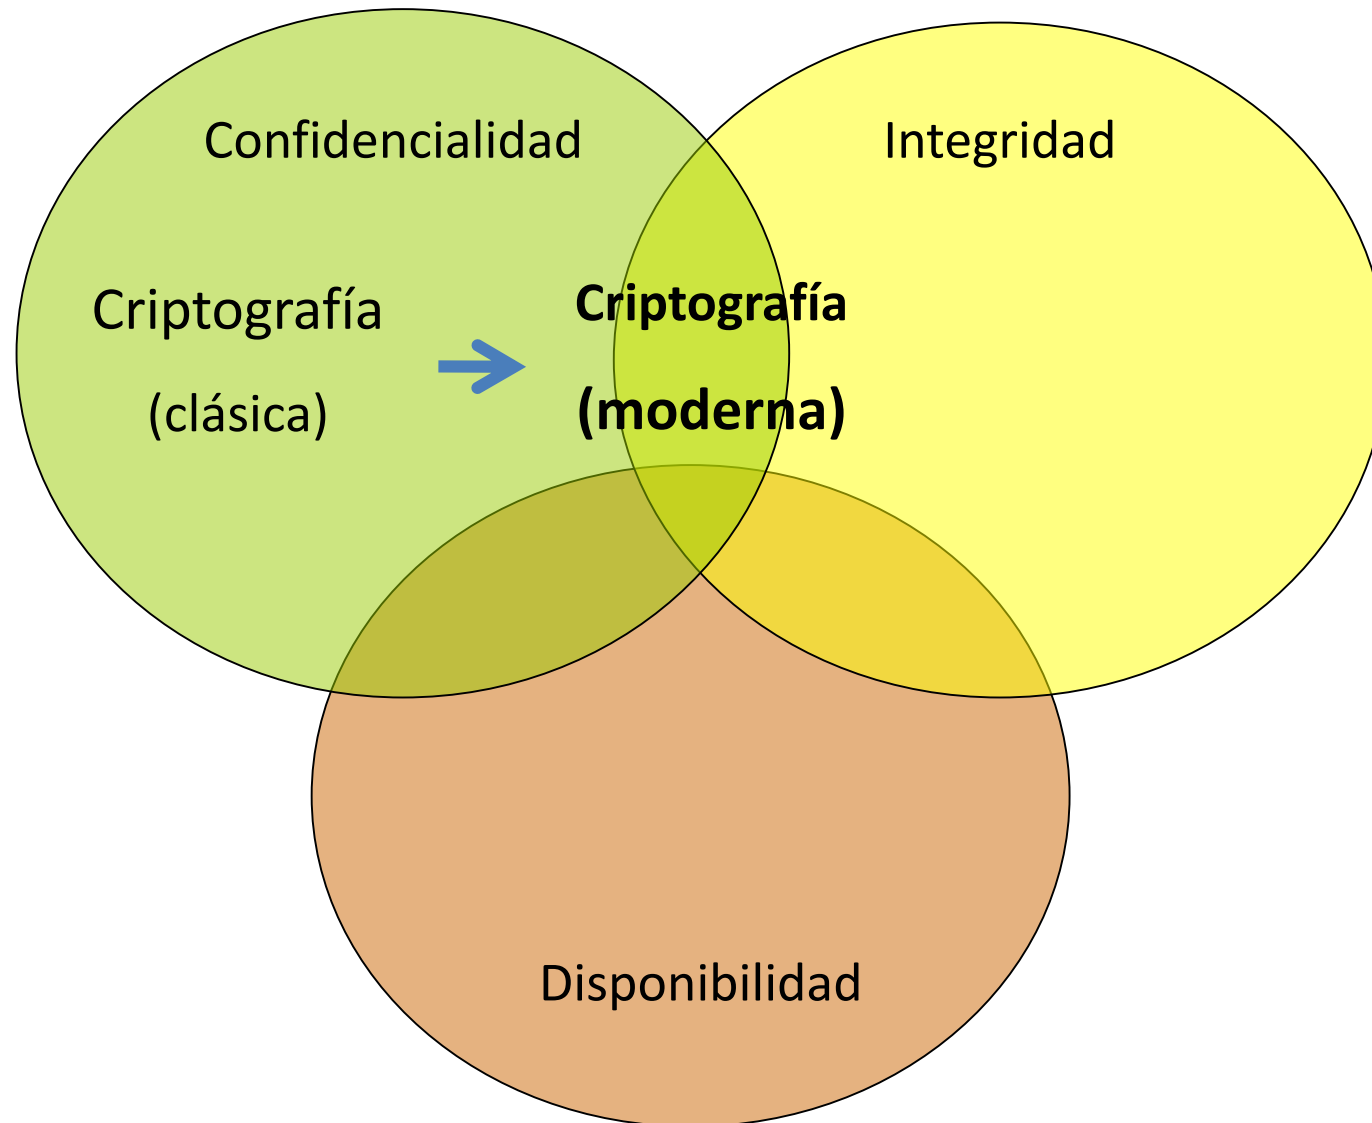 Confidencialidad
Integridad
Criptografía
(clásica)
Criptografía
(moderna)
Disponibilidad